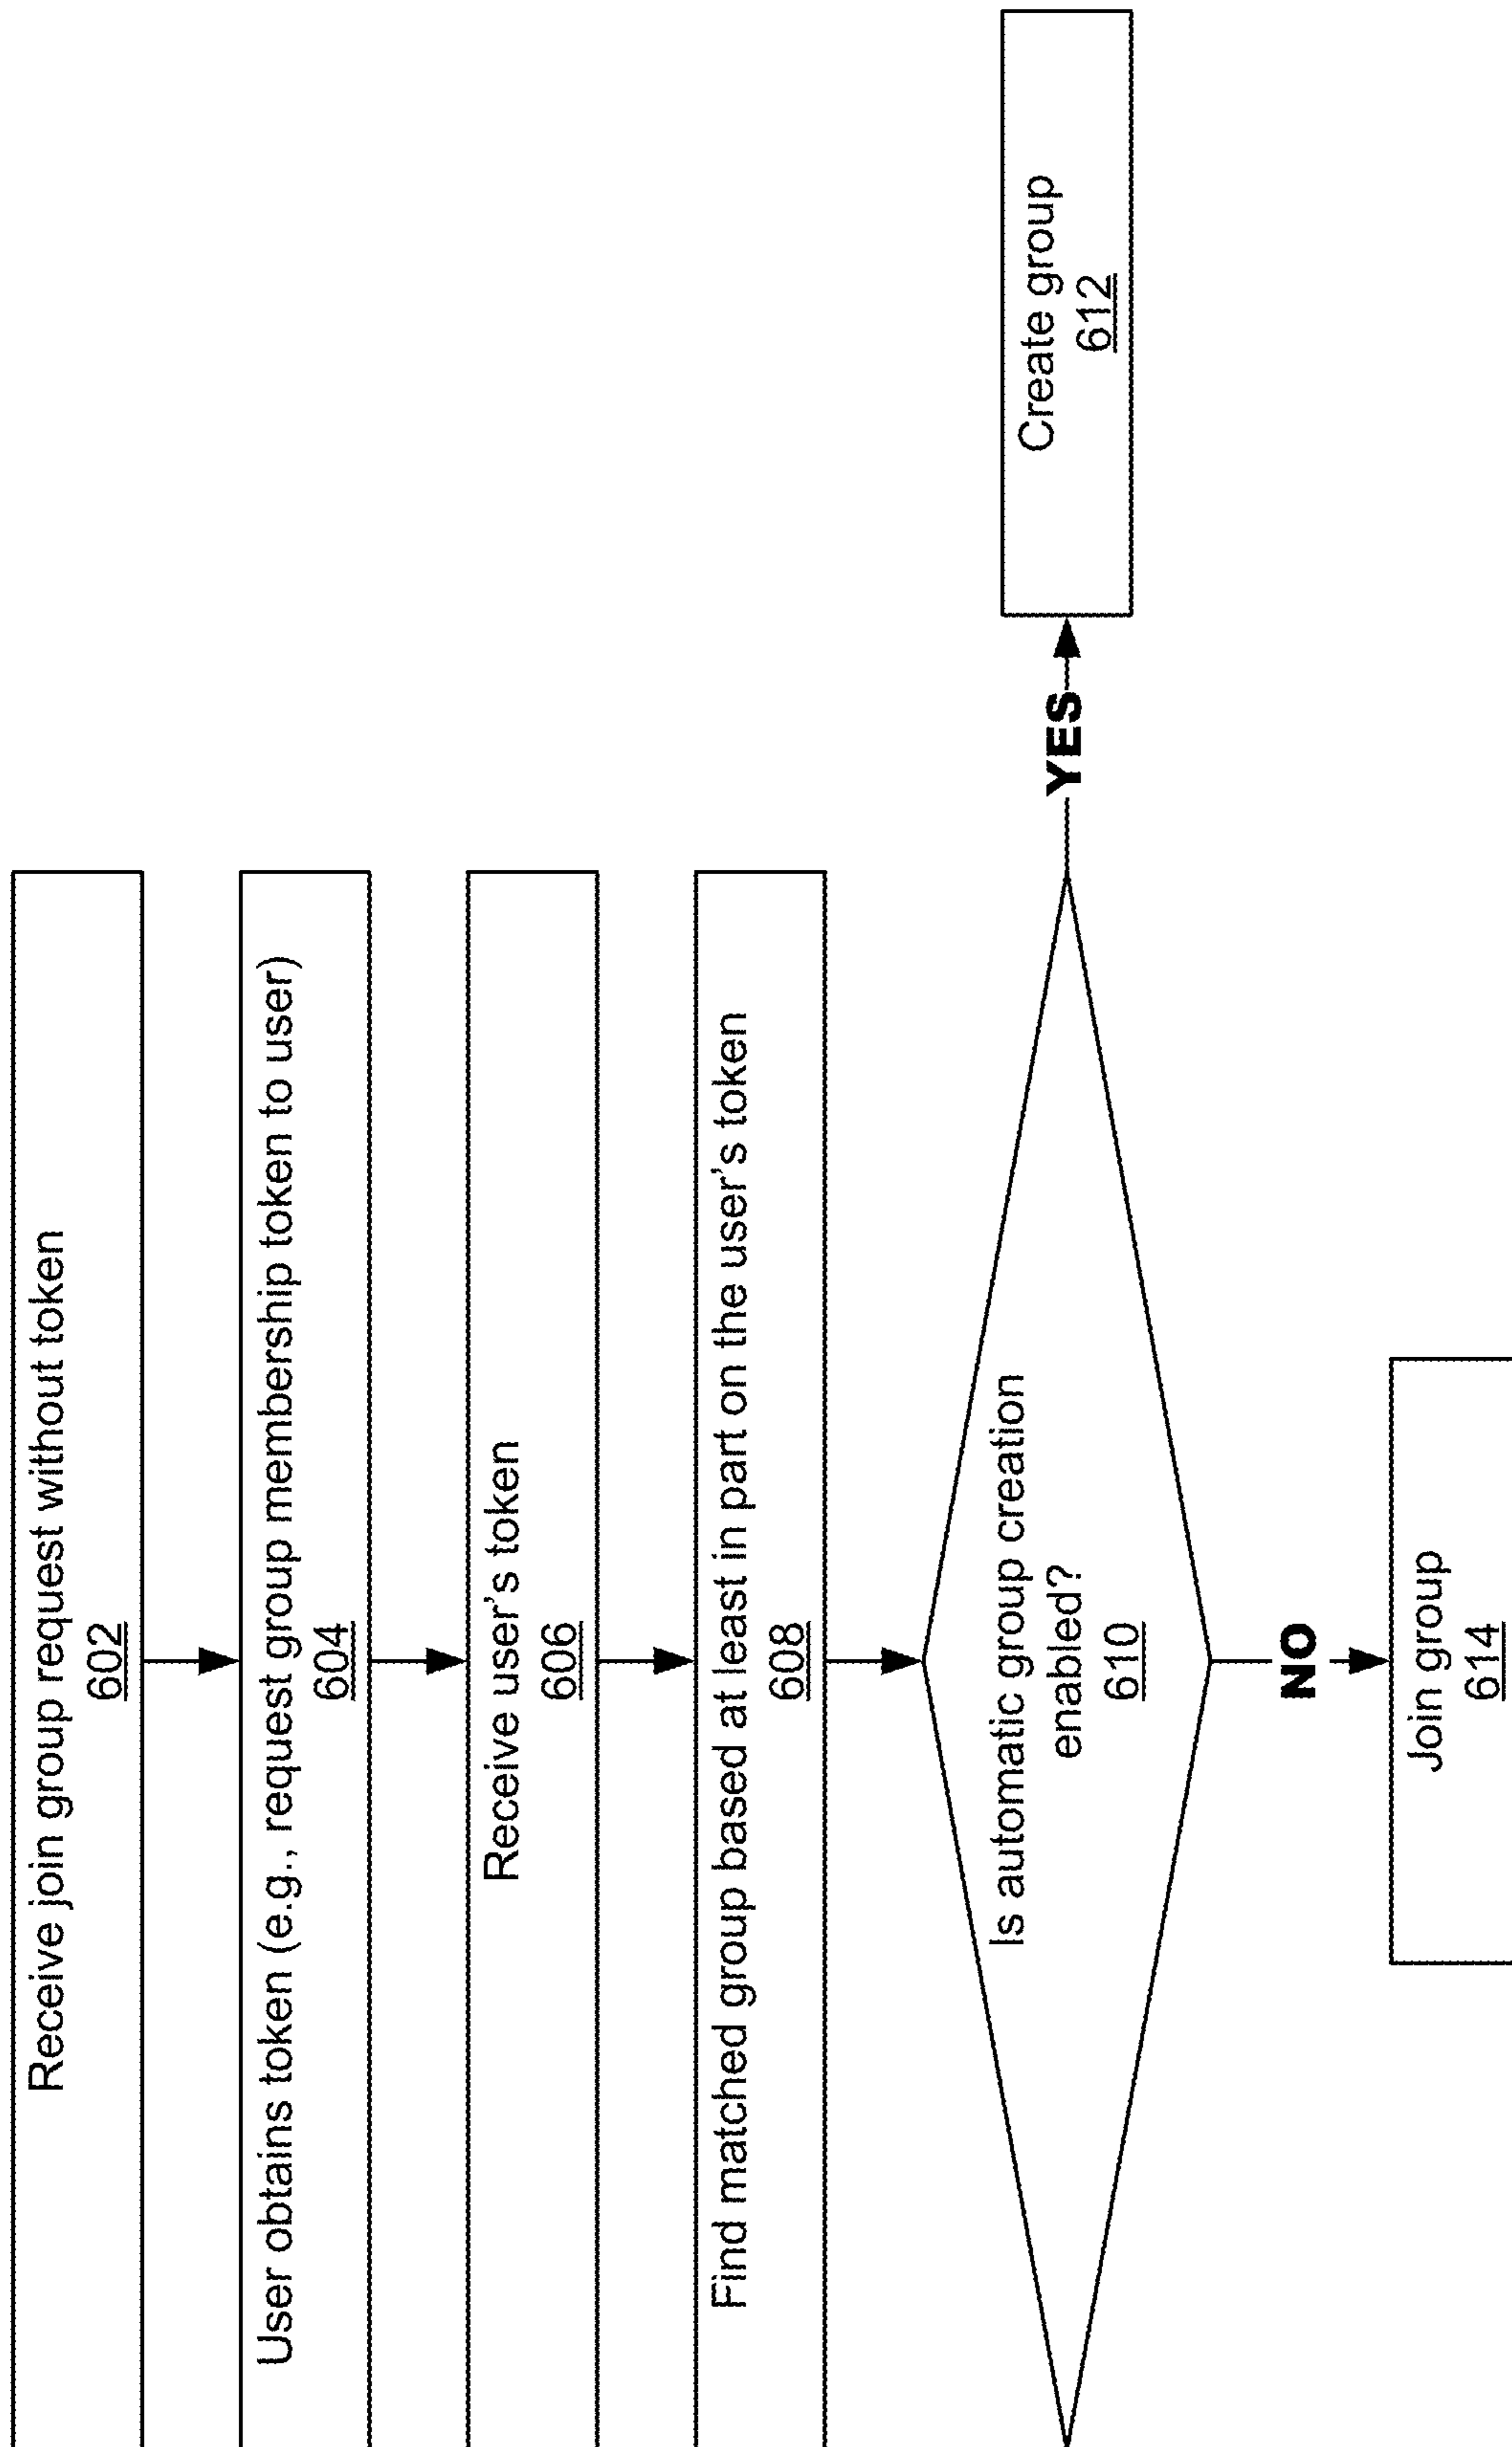 Receive join group request without token
602
User obtains token (e.g., request group membership token to user)
604
Receive user's token
606
Find matched group based at least in part on the user's token
608
Is automatic group creation
enabled?
610
YES
Create group
612
NO
Join group
614